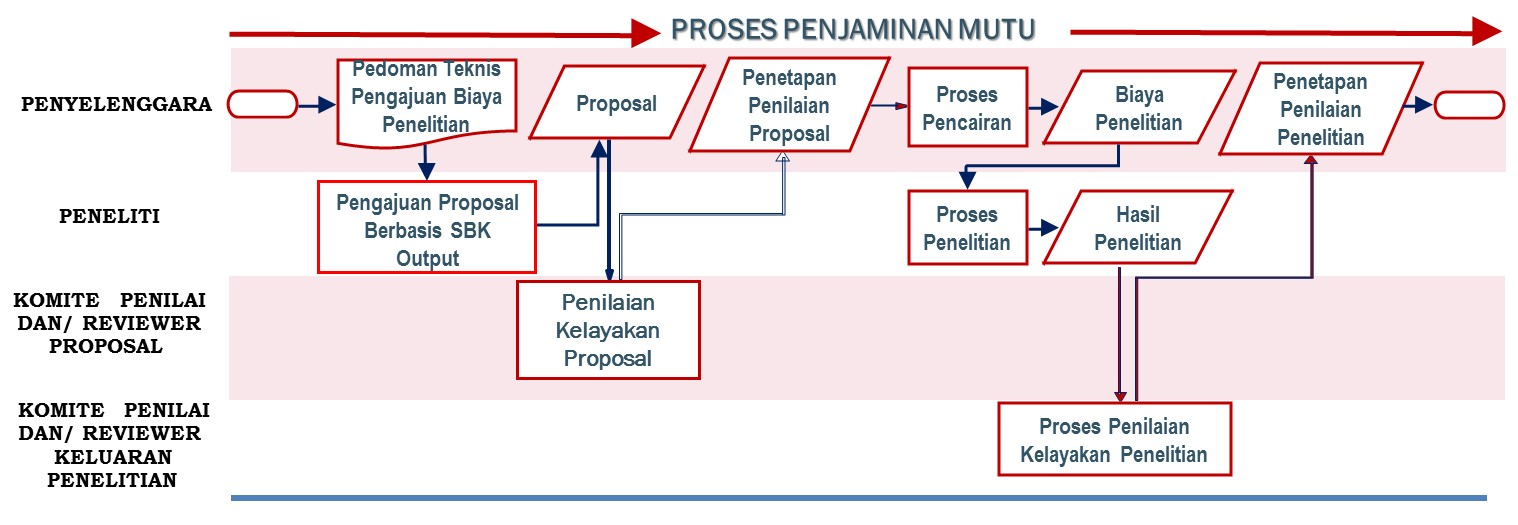 PROSES PENJAMINAN MUTU
PENYELENGGARA
Pedoman Teknis
Pengajuan Biaya
Penelitian
Proposal
Penetapan
Penilaian
Proposal
Proses
Pencairan
Biaya
Penelitian
Penetapan
Penilaian
Penelitian
PENELITI
Pengajuan Proposal
Berbasis SBK
Output
Proses
Penelitian
Hasil
Penelitian
KOMITE PENILAI
DAN/ REVIEWER
PROPOSAL
Penilaian
Kelayakan
Proposal
KOMITE PENILAI
DAN/ REVIEWER
KELUARAN
PENELITIAN
Proses Penilaian
Kelayakan Penelitian